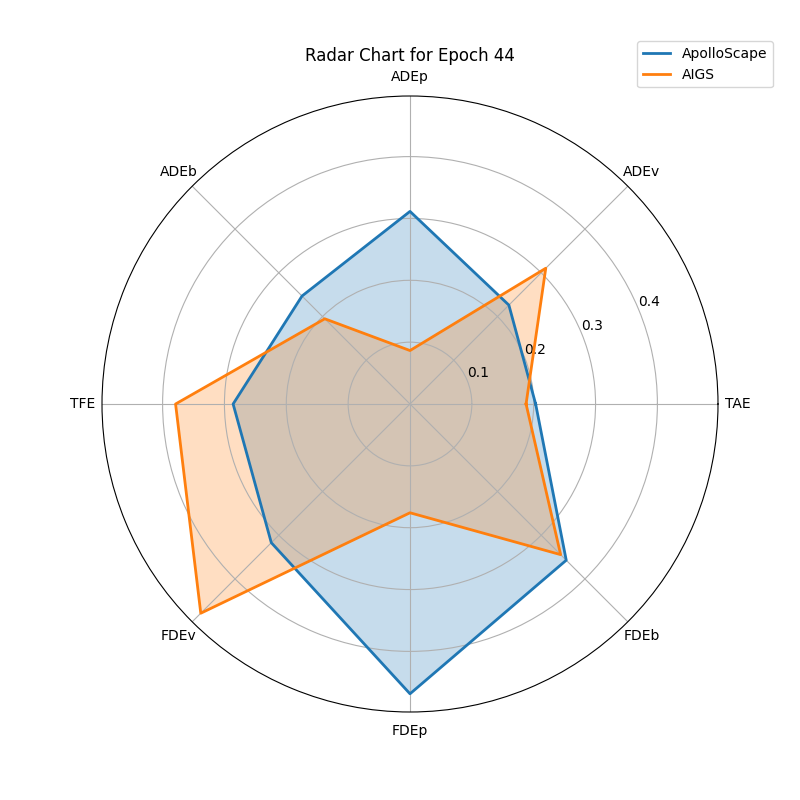 Radar Chart for Epoch 44
ApolloScape
AIGS
ADEp
ADEb
ADEv
0.4
0.3
0.2
0.1
TFE
TAE
FDEv
FDEb
FDEp